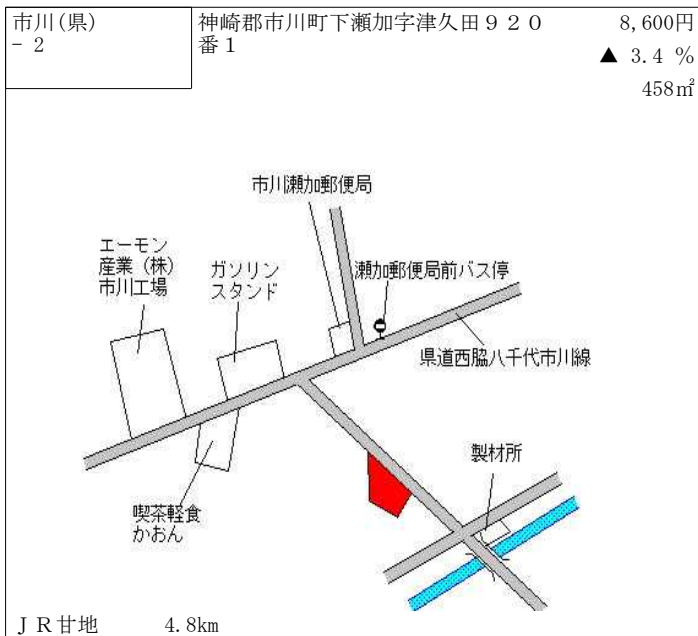 市川(県)
－２
神崎郡市川町下瀬加字津久田９２０
番１
8,600円
▲ 3.4 %
458㎡
市川瀬加郵便局
エーモン
産業（株）
市川工場
ガソリン
スタンド
瀬加郵便局前バス停
県道西脇八千代市川線
製材所
喫茶軽食
かおん
ＪＲ甘地 4.8km